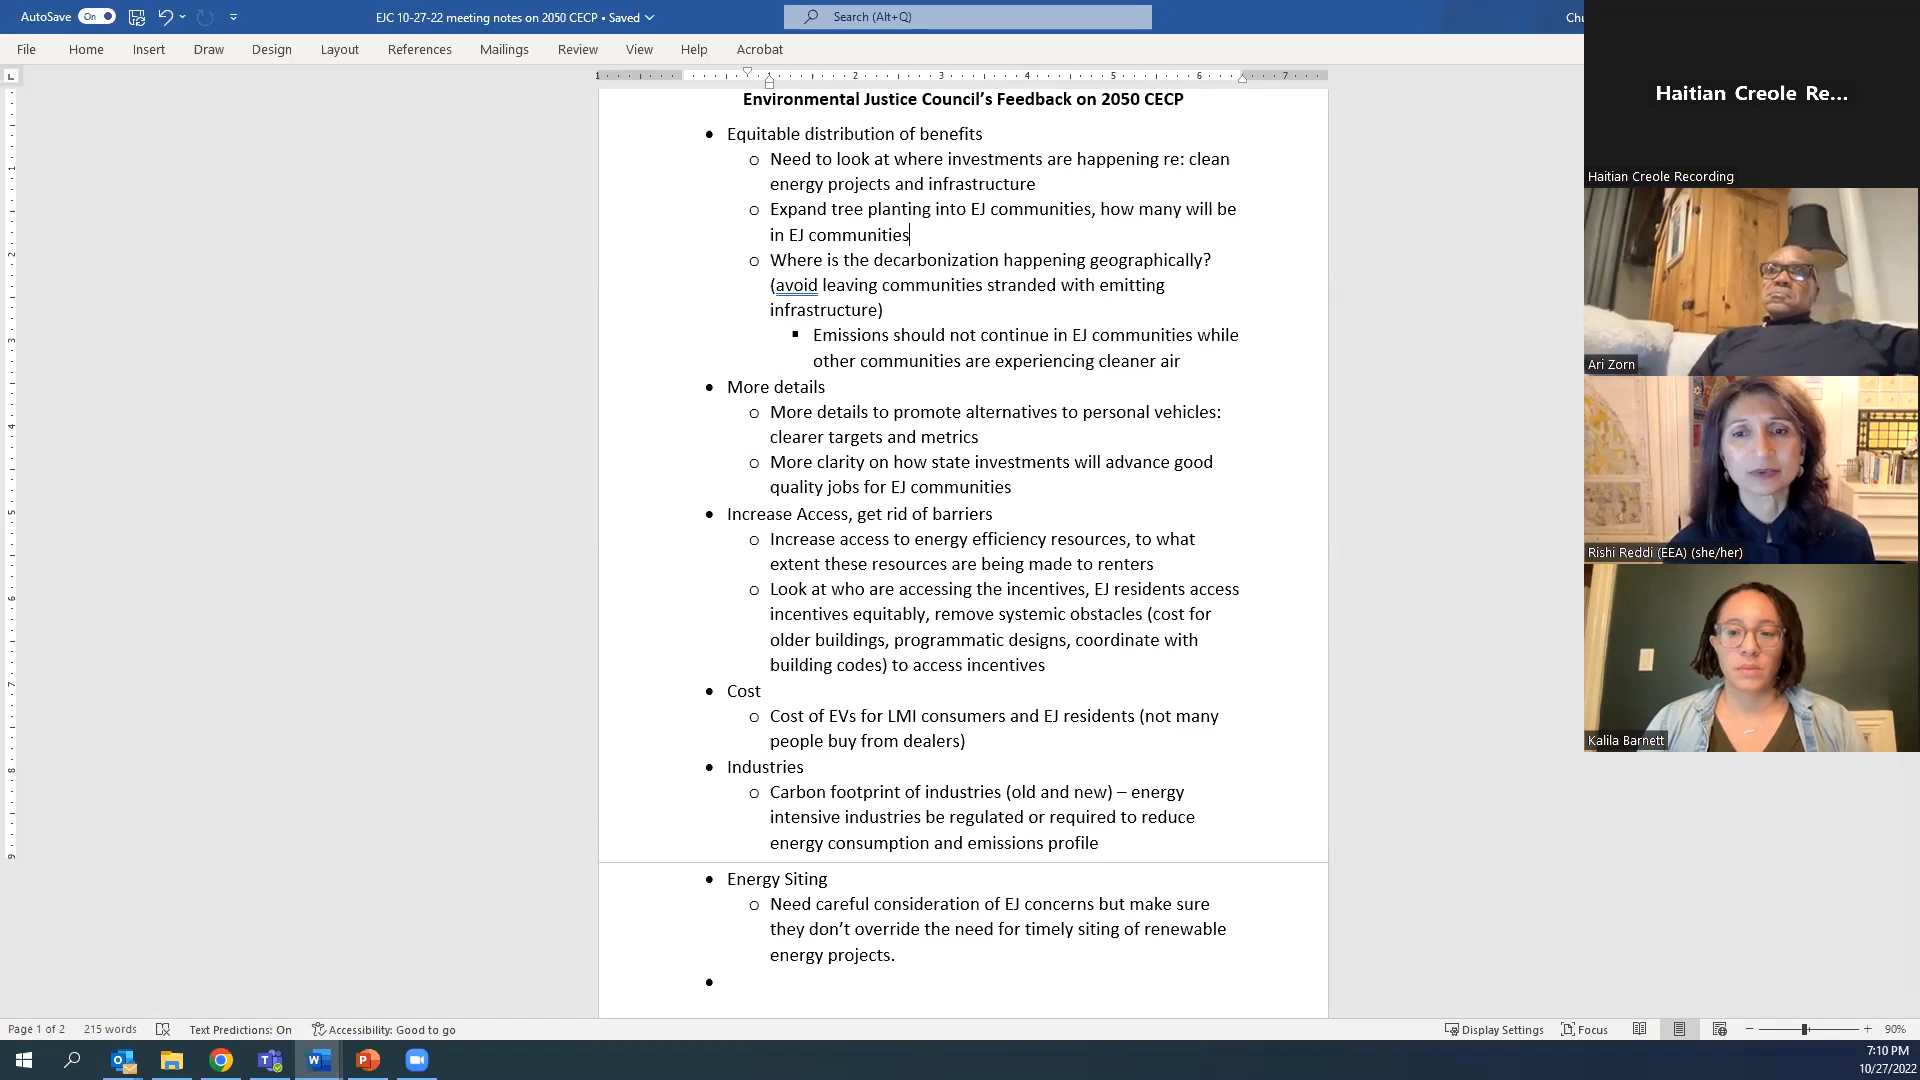 AutoSave On EJC 10-27-22 meeting notes on 2050 CECP • Saved Search (Alt+Q)
File Home Insert Draw Design Layout References Mailings Review View Help Acrobat
1 1 2 3 4 5 6 7
Environmental Justice Council's Feedback on 2050 CECP
• Equitable distribution of benefits
o Need to look at where investments are happening re: clean
energy projects and infrastructure
o Expand tree planting into EJ communities, how many will be
in EJ communities
o Where is the decarbonization happening geographically?
(avoid leaving communities stranded with emitting
infrastructure)
▪ Emissions should not continue in EJ communities while
other communities are experiencing cleaner air
• More details
o More details to promote alternatives to personal vehicles:
clearer targets and metrics
o More clarity on how state investments will advance good
quality jobs for EJ communities
• Increase Access, get rid of barriers
o Increase access to energy efficiency resources, to what
extent these resources are being made to renters
o Look at who are accessing the incentives, EJ residents access
incentives equitably, remove systemic obstacles (cost for
older buildings, programmatic designs, coordinate with
building codes) to access incentives
• Cost
o Cost of EVs for LMI consumers and EJ residents (not many
people buy from dealers)
• Industries
o Carbon footprint of industries (old and new) – energy
intensive industries be regulated or required to reduce
energy consumption and emissions profile
• Energy Siting
o Need careful consideration of EJ concerns but make sure
they don't override the need for timely siting of renewable
energy projects.
•
Haitian Creole Re...
Haitian Creole Recording
Ari Zorn
Rishi Reddi (EEA) (she/her)
Kalila Barnett
Page 1 of 2 215 words Text Predictions: On Accessibility: Good to go Display Settings Focus 90%
7:10 PM
10/27/2022